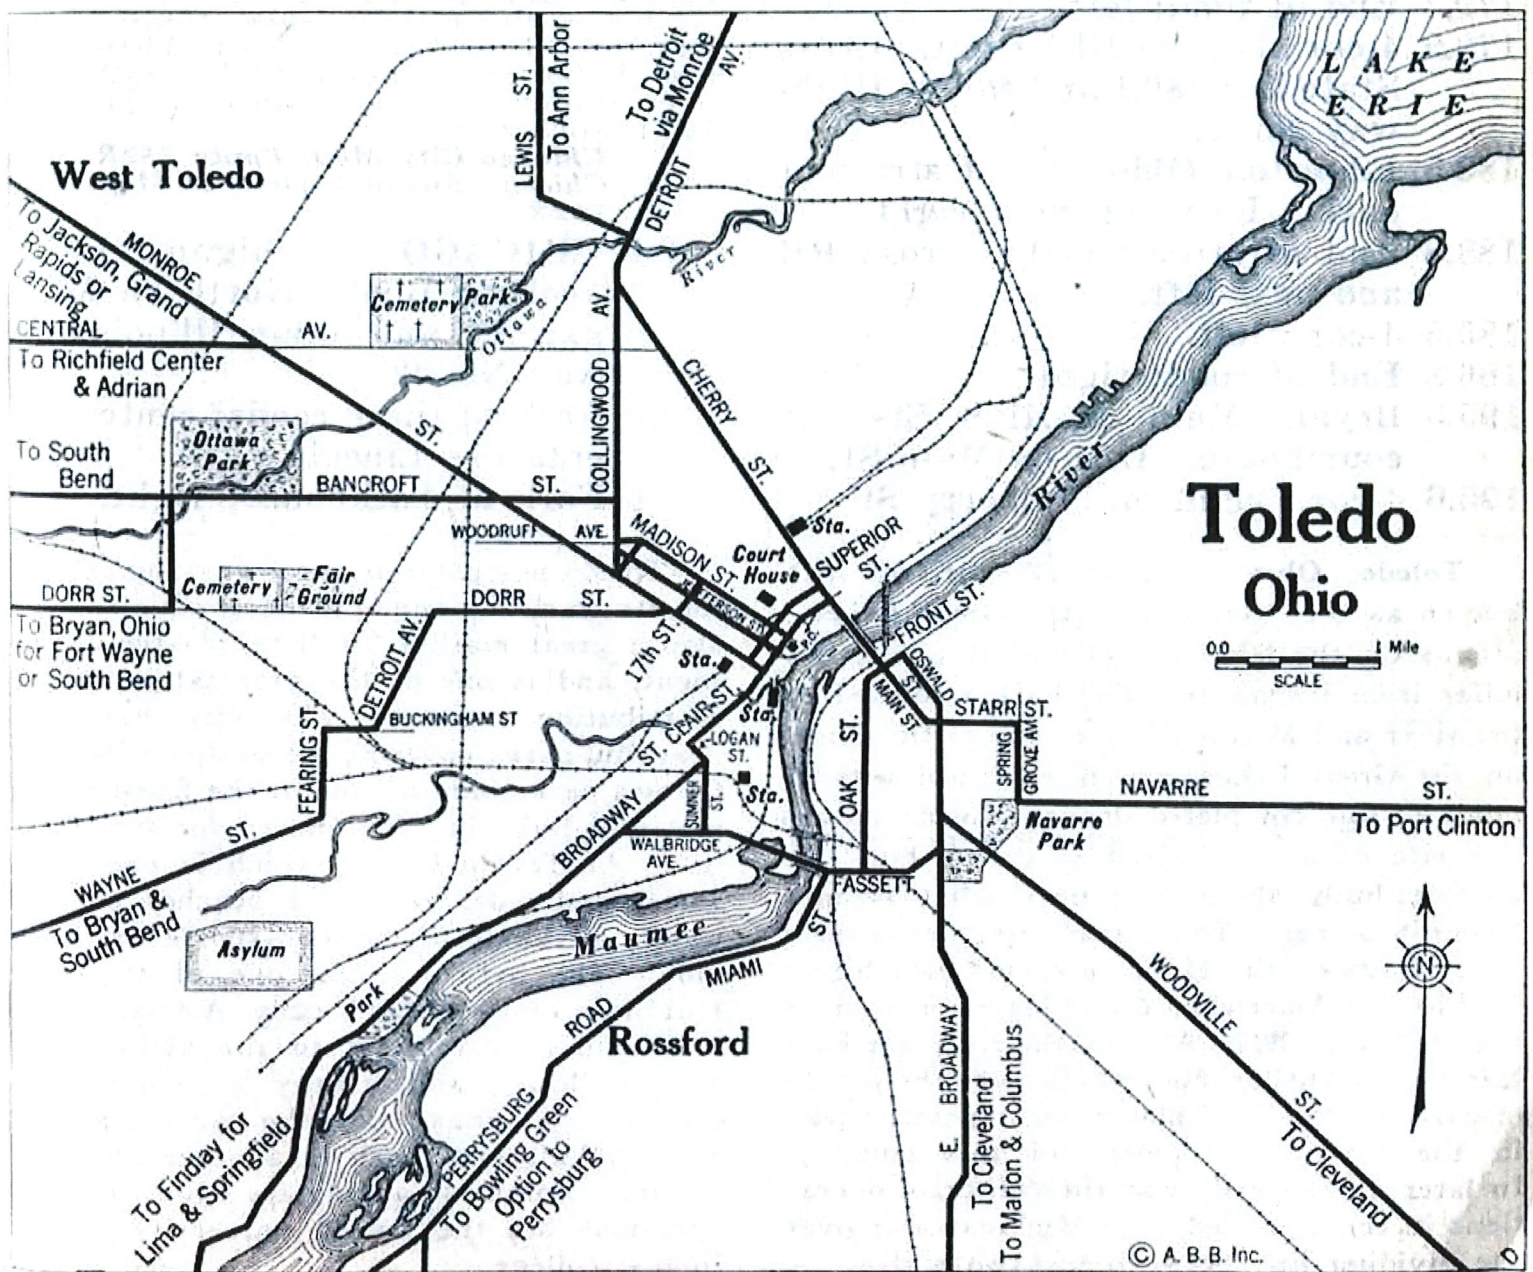 LAKE
ERIE
LEWIS ST.
To Ann Arbor
To Detroit
via Monroe
DETROIT AV.
West Toledo
To Jackson, Grand
Rapids or
Lansing
MONROE
ST.
CENTRAL AV.
To Richfield Center
& Adrian
Cemetery
Park
Ottawa
River
COLLINGWOOD AV.
CHERRY
ST.
Ottawa
Park
To South
Bend
BANCROFT ST.
WOODRUFF AVE.
MADISON ST.
JEFFERSON ST.
Court
House
Sta.
SUPERIOR
ST.
River
Toledo
Ohio
0.0 1 Mile
SCALE
DORR ST.
Cemetery
Fair
Ground
DORR ST.
To Bryan, Ohio
for Fort Wayne
or South Bend
DETROIT AV.
17th ST.
Sta.
FRONT ST.
OSWALD
ST.
MAIN ST.
STARR ST.
SPRING
GROVE AV.
BUCKINGHAM ST
FEARING ST.
ST. CLAIR ST.
Sta.
LOGAN
ST.
Sta.
SUMNER
ST.
OAK ST.
NAVARRE ST.
To Port Clinton
Navarre
Park
BROADWAY
WALBRIDGE
AVE.
FASSETT.
WAYNE ST.
To Bryan &
South Bend
Asylum
Maumee
MIAMI ST.
Park
ROAD
Rossford
PERRYSBURG
To Bowling Green
Option to
Perrysburg
To Findlay for
Lima & Springfield
E. BROADWAY
To Cleveland
To Marion & Columbus
WOODVILLE
ST.
To Cleveland
N
© A.B.B. Inc.
D